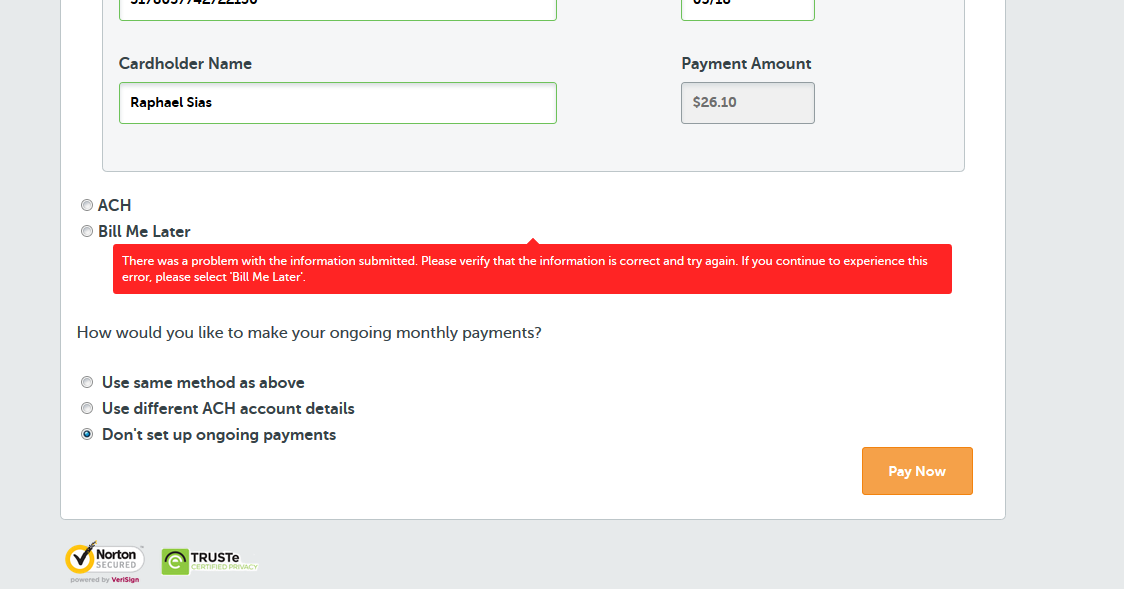 Cardholder Name
Payment Amount
Raphael Sias
$26.10
ACH
Bill Me Later
There was a problem with the information submitted. Please verify that the information is correct and try again. If you continue to experience this
error, please select 'Bill Me Later'.
How would you like to make your ongoing monthly payments?
Use same method as above
Use different ACH account details
Don't set up ongoing payments
Pay Now
Norton
SECURED
powered by VeriSign
TRUSTe
CERTIFIED PRIVACY